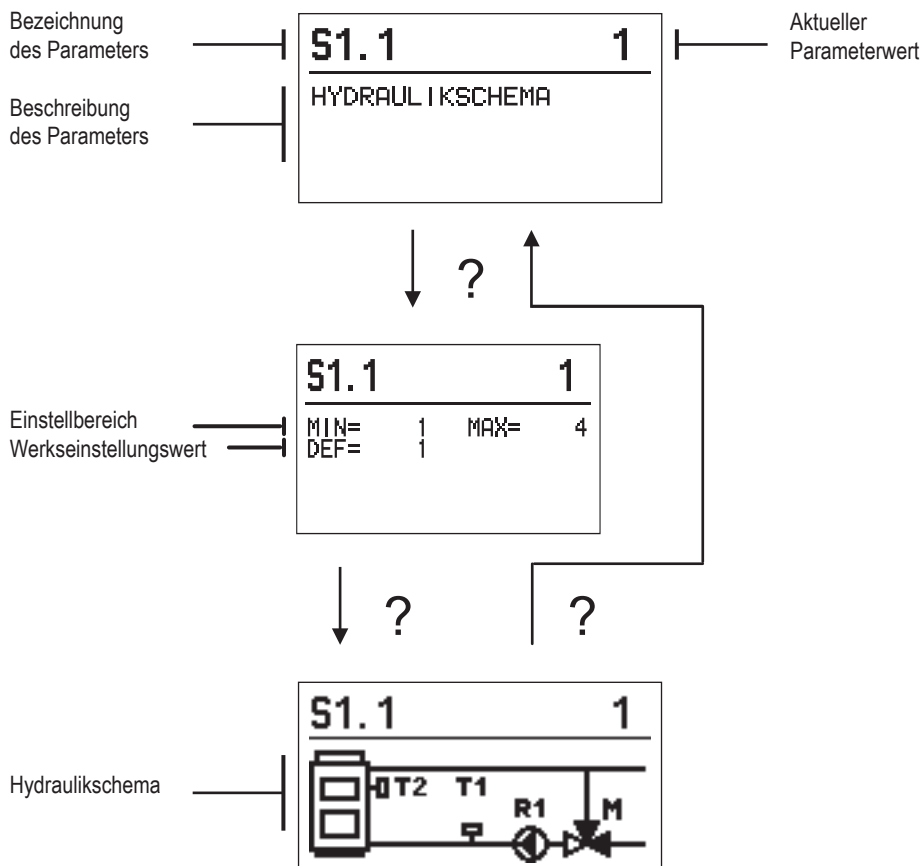 Bezeichnung
des Parameters
S1.1 1
Aktueller
Parameterwert
Beschreibung
des Parameters
HYDRAULIKSCHEMA
?
S1.1 1
Einstellbereich
MIN= 1 MAX= 4
Werkseinstellungswert
DEF= 1
? ?
S1.1 1
Hydraulikschema
T2 T1
R1 M